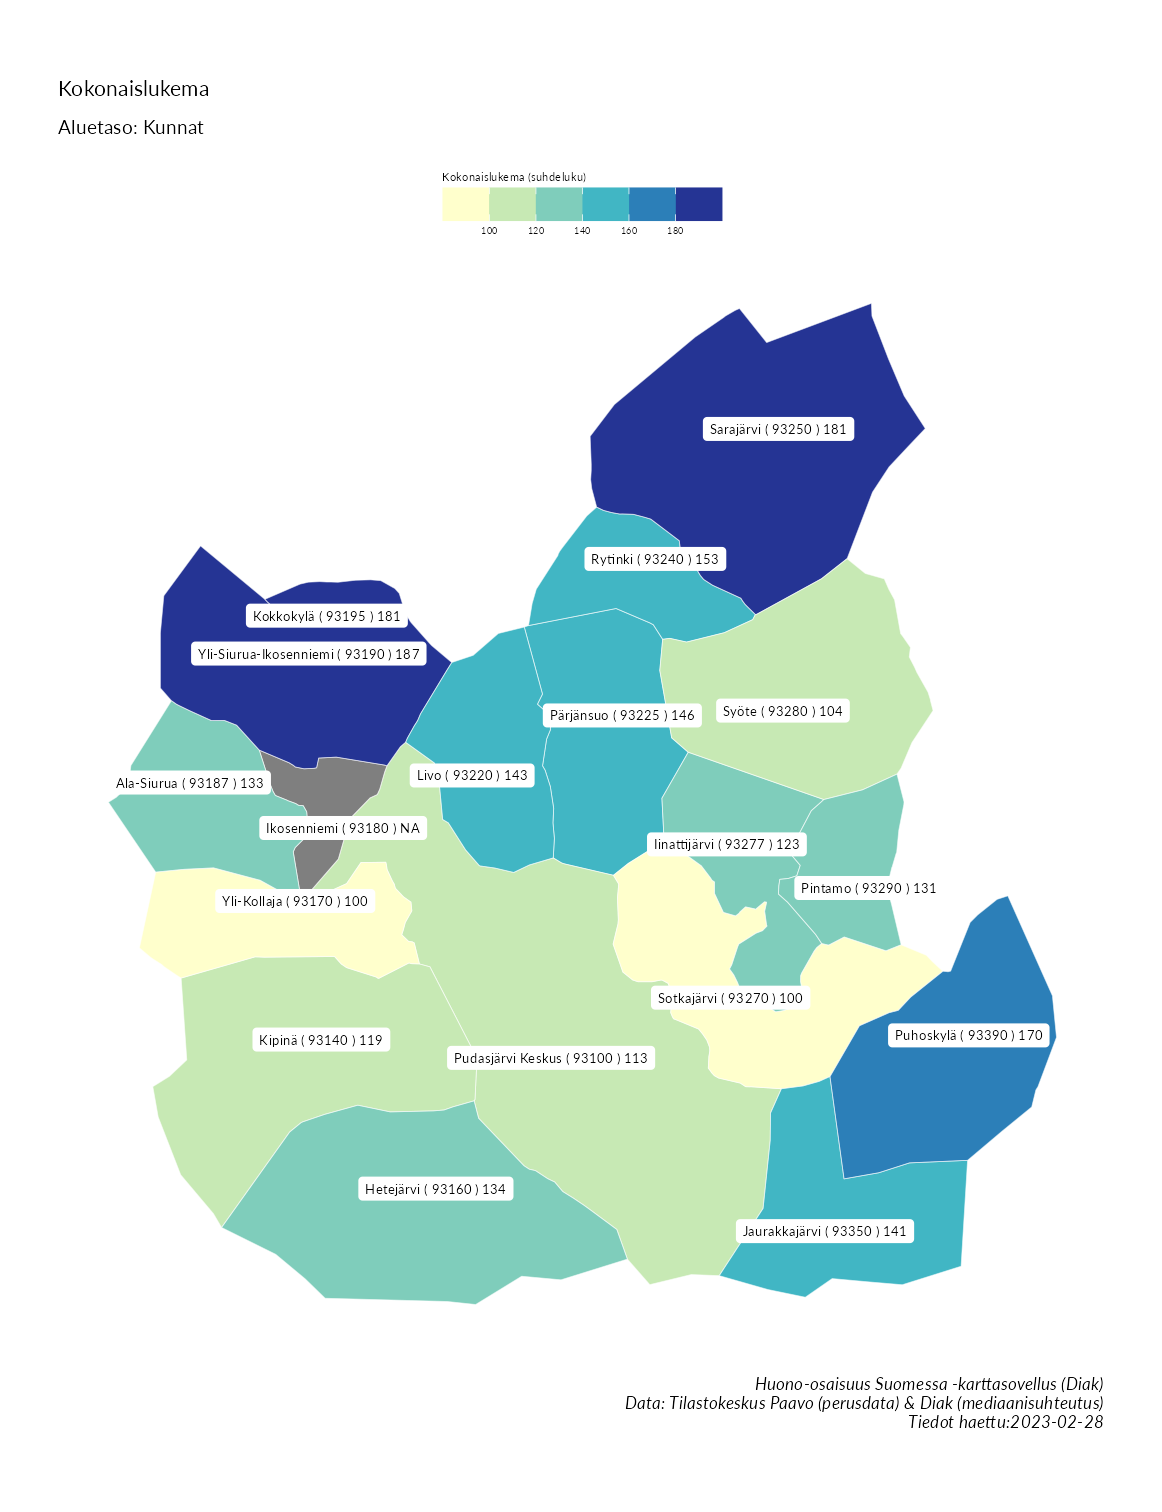 Kokonaislukema
Aluetaso: Kunnat
Kokonaislukema (suhdeluku)
100 120 140 160 180
Sarajärvi ( 93250 ) 181
Rytinki ( 93240 ) 153
Kokkokylä ( 93195 ) 181
Yli-Siurua-Ikosenniemi ( 93190 ) 187
Syöte ( 93280 ) 104
Pärjänsuo ( 93225 ) 146
Livo ( 93220 ) 143
Ala-Siurua ( 93187 ) 133
Ikosenniemi ( 93180 ) NA
Iinattijärvi ( 93277 ) 123
Pintamo ( 93290 ) 131
Yli-Kollaja ( 93170 ) 100
Sotkajärvi ( 93270 ) 100
Puhoskylä ( 93390 ) 170
Kipinä ( 93140 ) 119
Pudasjärvi Keskus ( 93100 ) 113
Hetejärvi ( 93160 ) 134
Jaurakkajärvi ( 93350 ) 141
Huono-osaisuus Suomessa -karttasovellus (Diak)
Data: Tilastokeskus Paavo (perusdata) & Diak (mediaanisuhteutus)
Tiedot haettu:2023-02-28